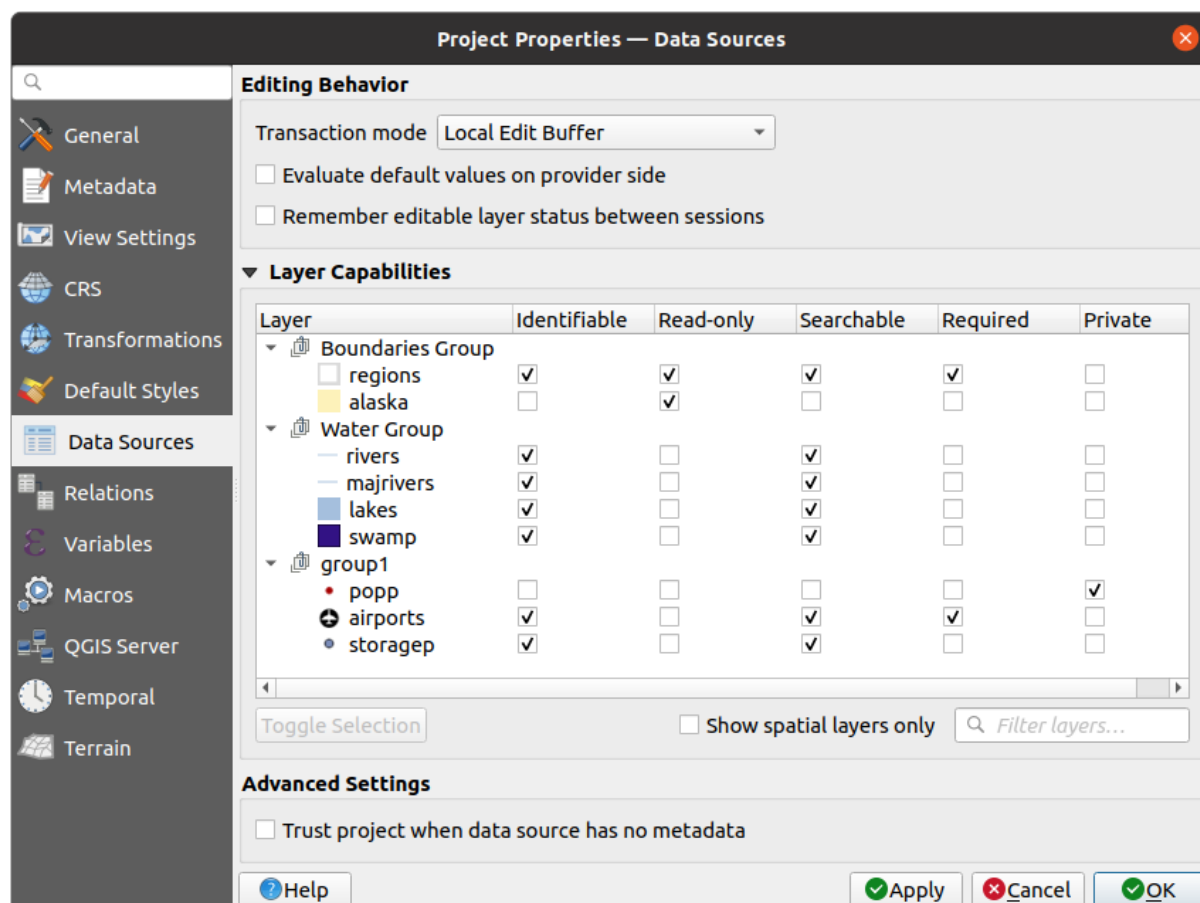 Project Properties — Data Sources
General
Metadata
View Settings
CRS
Transformations
Default Styles
Data Sources
Relations
Variables
Macros
QGIS Server
Temporal
Terrain
Editing Behavior
Transaction mode Local Edit Buffer
Evaluate default values on provider side
Remember editable layer status between sessions
Layer Capabilities
Layer Identifiable Read-only Searchable Required Private
Boundaries Group
regions
alaska
Water Group
rivers
majrivers
lakes
swamp
group1
popp
airports
storagep
Toggle Selection Show spatial layers only Filter layers...
Advanced Settings
Trust project when data source has no metadata
Help Apply Cancel OK